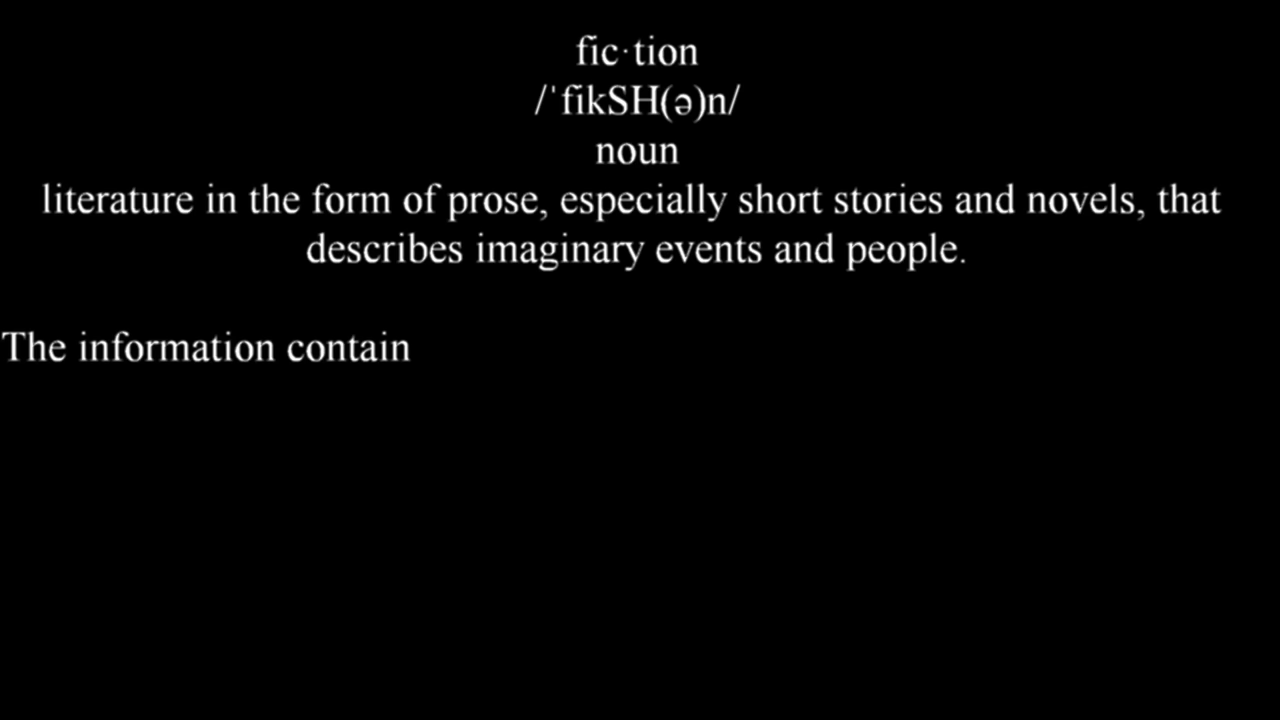 fic·tion
/ˈfikSH(ə)n/
noun
literature in the form of prose, especially short stories and novels, that
describes imaginary events and people.
The information contain